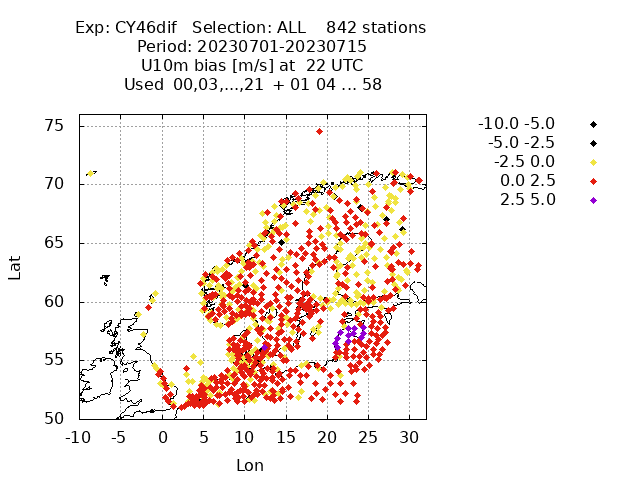 Exp: CY46dif   Selection: ALL    842 stations
Period: 20230701-20230715
U10m bias [m/s] at  22 UTC
Used  00,03,...,21  + 01 04 ... 58
-10.0 -5.0
-5.0 -2.5
-2.5 0.0
0.0 2.5
2.5 5.0
75
70
65
60
55
50
Lat
-10 -5 0 5 10 15 20 25 30
Lon